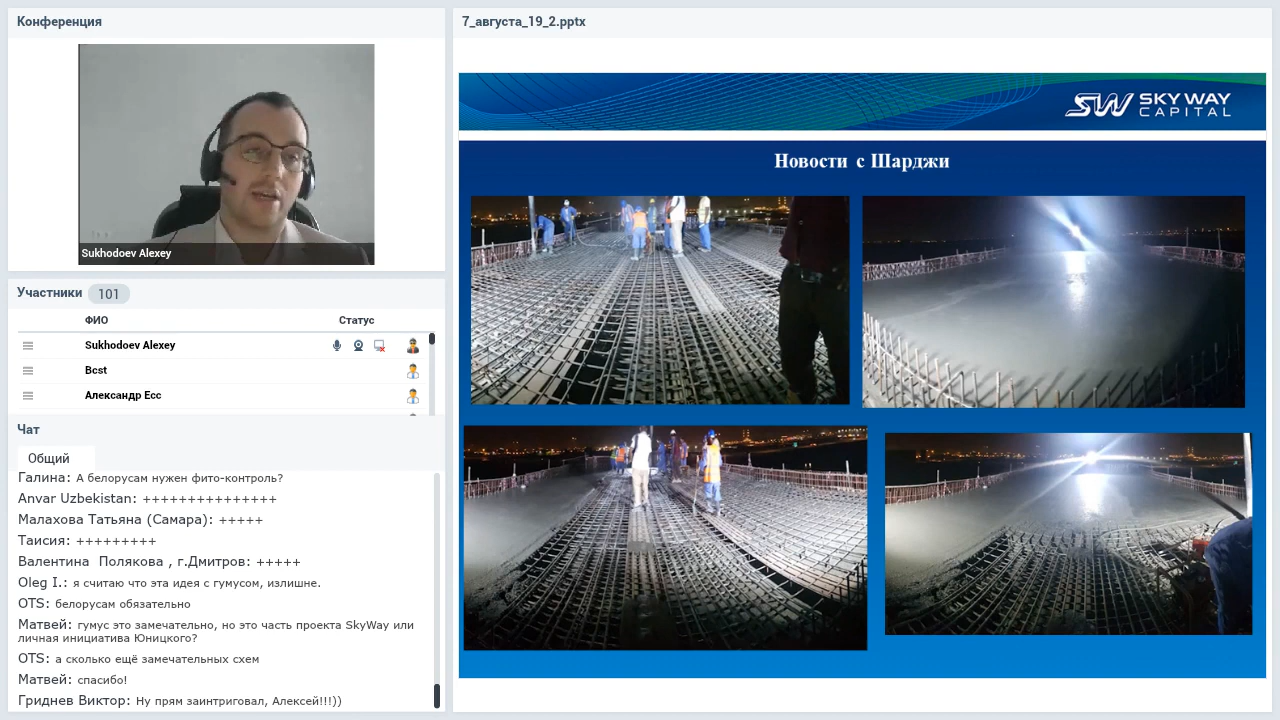 Конференция
Sukhodoev Alexey
Участники 101
ФИО Статус
Sukhodoev Alexey
Bcst
Александр Есс
Чат
Общий
Галина: А белорусам нужен фито-контроль?
Anvar Uzbekistan: +++++++++++++++
Малахова Татьяна (Самара): +++++
Таисия: +++++++++
Валентина Полякова , г.Дмитров: +++++
Oleg I.: я считаю что эта идея с гумусом, излишне.
OTS: белорусам обязательно
Матвей: гумус это замечательно, но это часть проекта SkyWay или
личная инициатива Юницкого?
OTS: а сколько ещё замечательных схем
Матвей: спасибо!
Гриднев Виктор: Ну прям заинтриговал, Алексей!!!))
7_августа_19_2.pptx
SW SKY WAY
CAPITAL
Новости с Шарджи